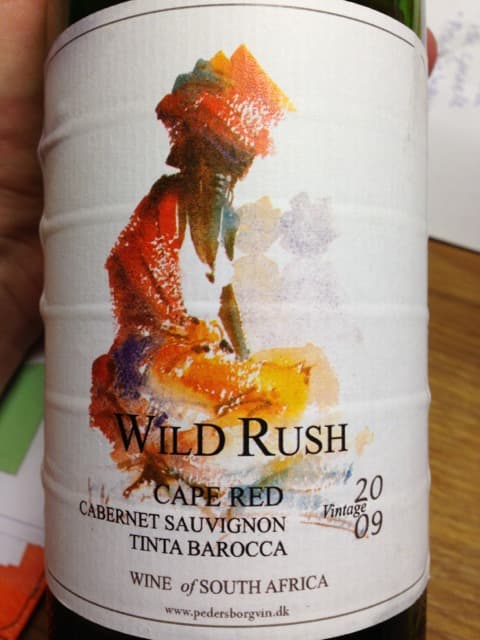 WILD RUSH
CAPE RED
CABERNET SAUVIGNON
TINTA BAROCCA
Vintage 2009
WINE of SOUTH AFRICA
www.pedersborgvin.dk